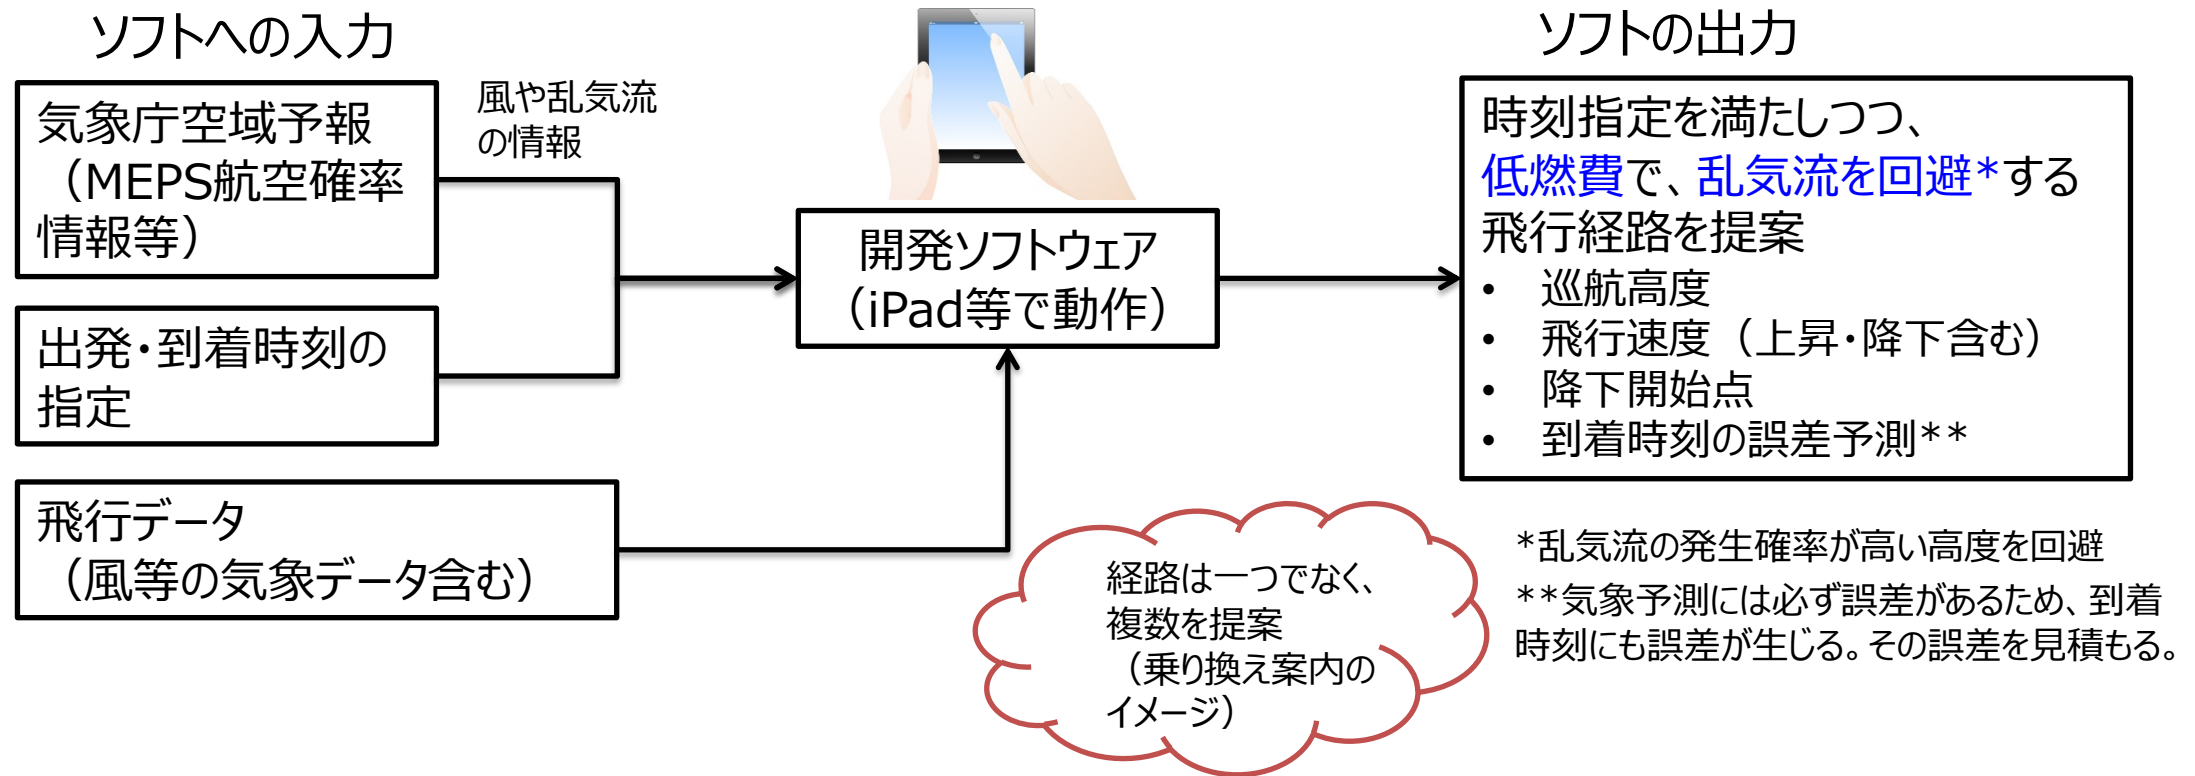 ソフトへの入力
気象庁空域予報
（MEPS航空確率
情報等）
風や乱気流
の情報
出発・到着時刻の
指定
飛行データ
（風等の気象データ含む）
開発ソフトウェア
（iPad等で動作）
経路は一つでなく、
複数を提案
（乗り換え案内の
イメージ）
ソフトの出力
時刻指定を満たしつつ、
低燃費で、乱気流を回避*する
飛行経路を提案
• 巡航高度
• 飛行速度（上昇・降下含む）
• 降下開始点
• 到着時刻の誤差予測**
*乱気流の発生確率が高い高度を回避
**気象予測には必ず誤差があるため、到着
時刻にも誤差が生じる。その誤差を見積もる。